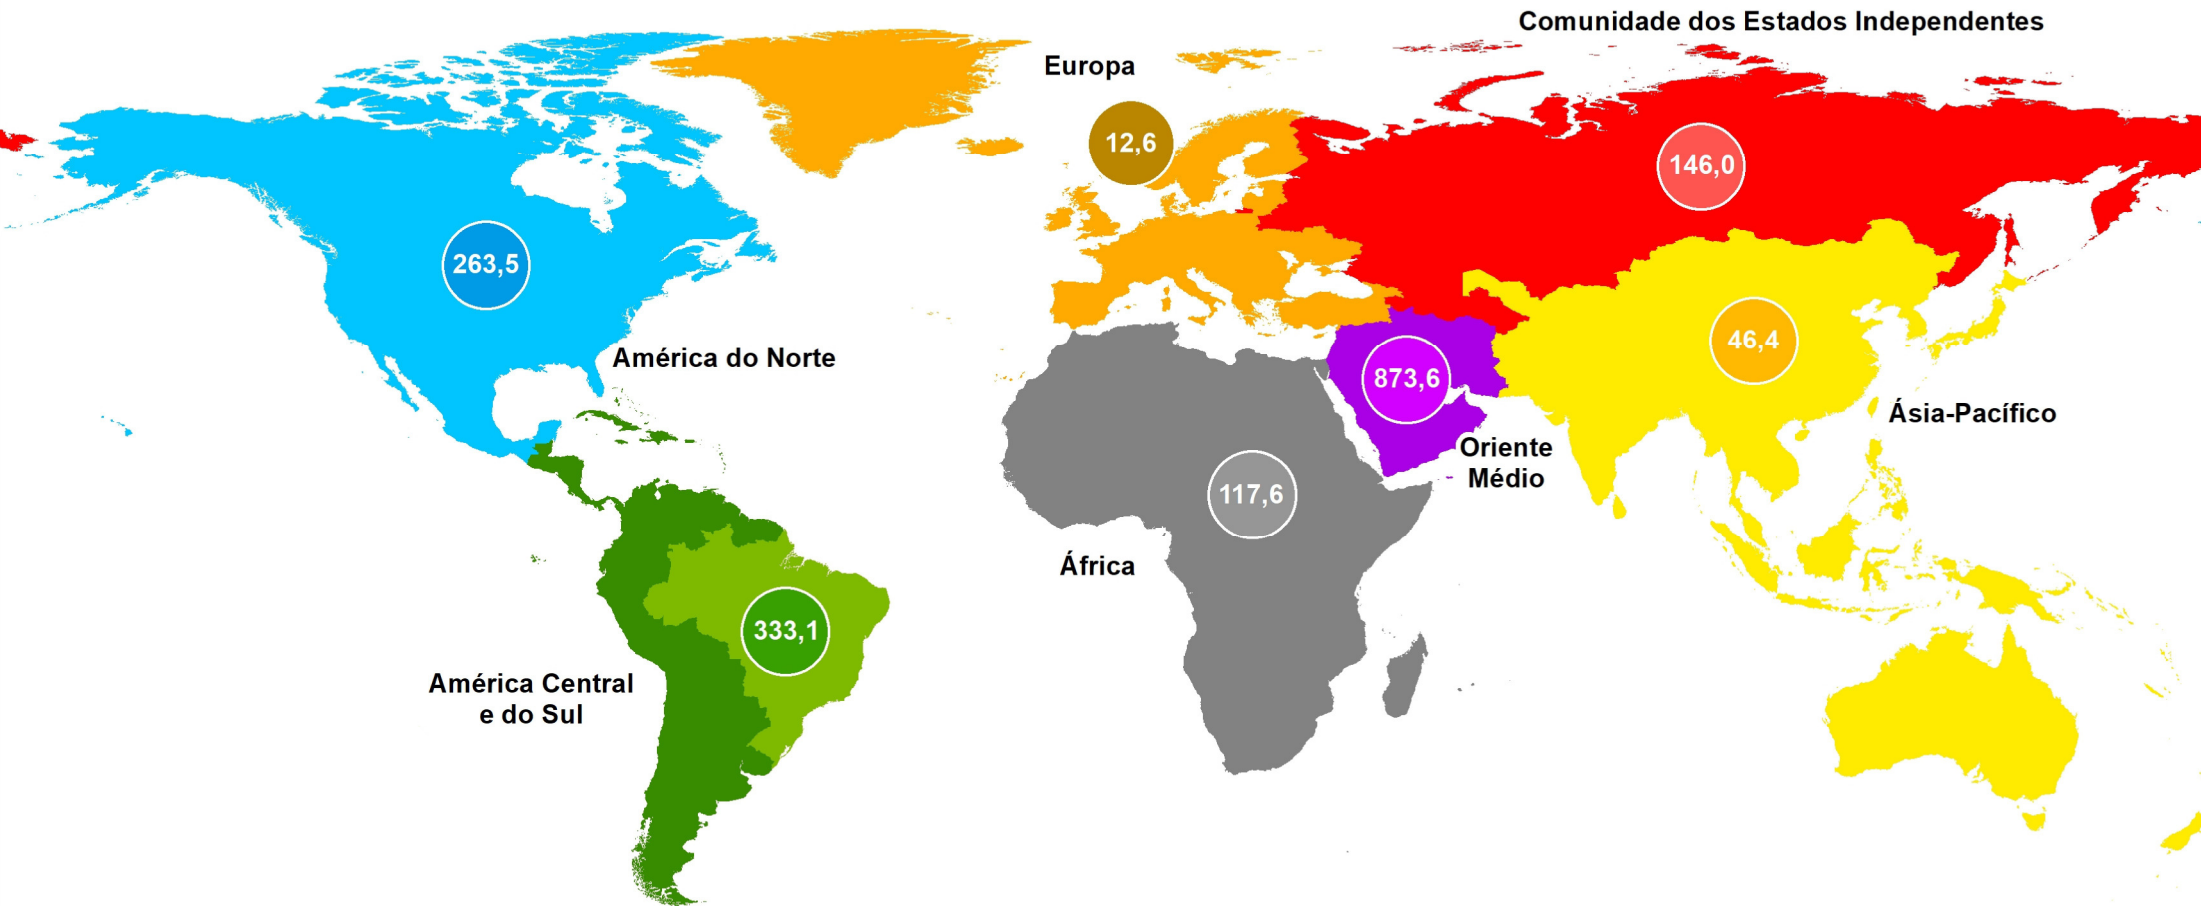 Comunidade dos Estados Independentes
Europa
12,6
146,0
263,5
América do Norte
46,4
873,6
Ásia-Pacífico
Oriente
Médio
117,6
África
333,1
América Central
e do Sul